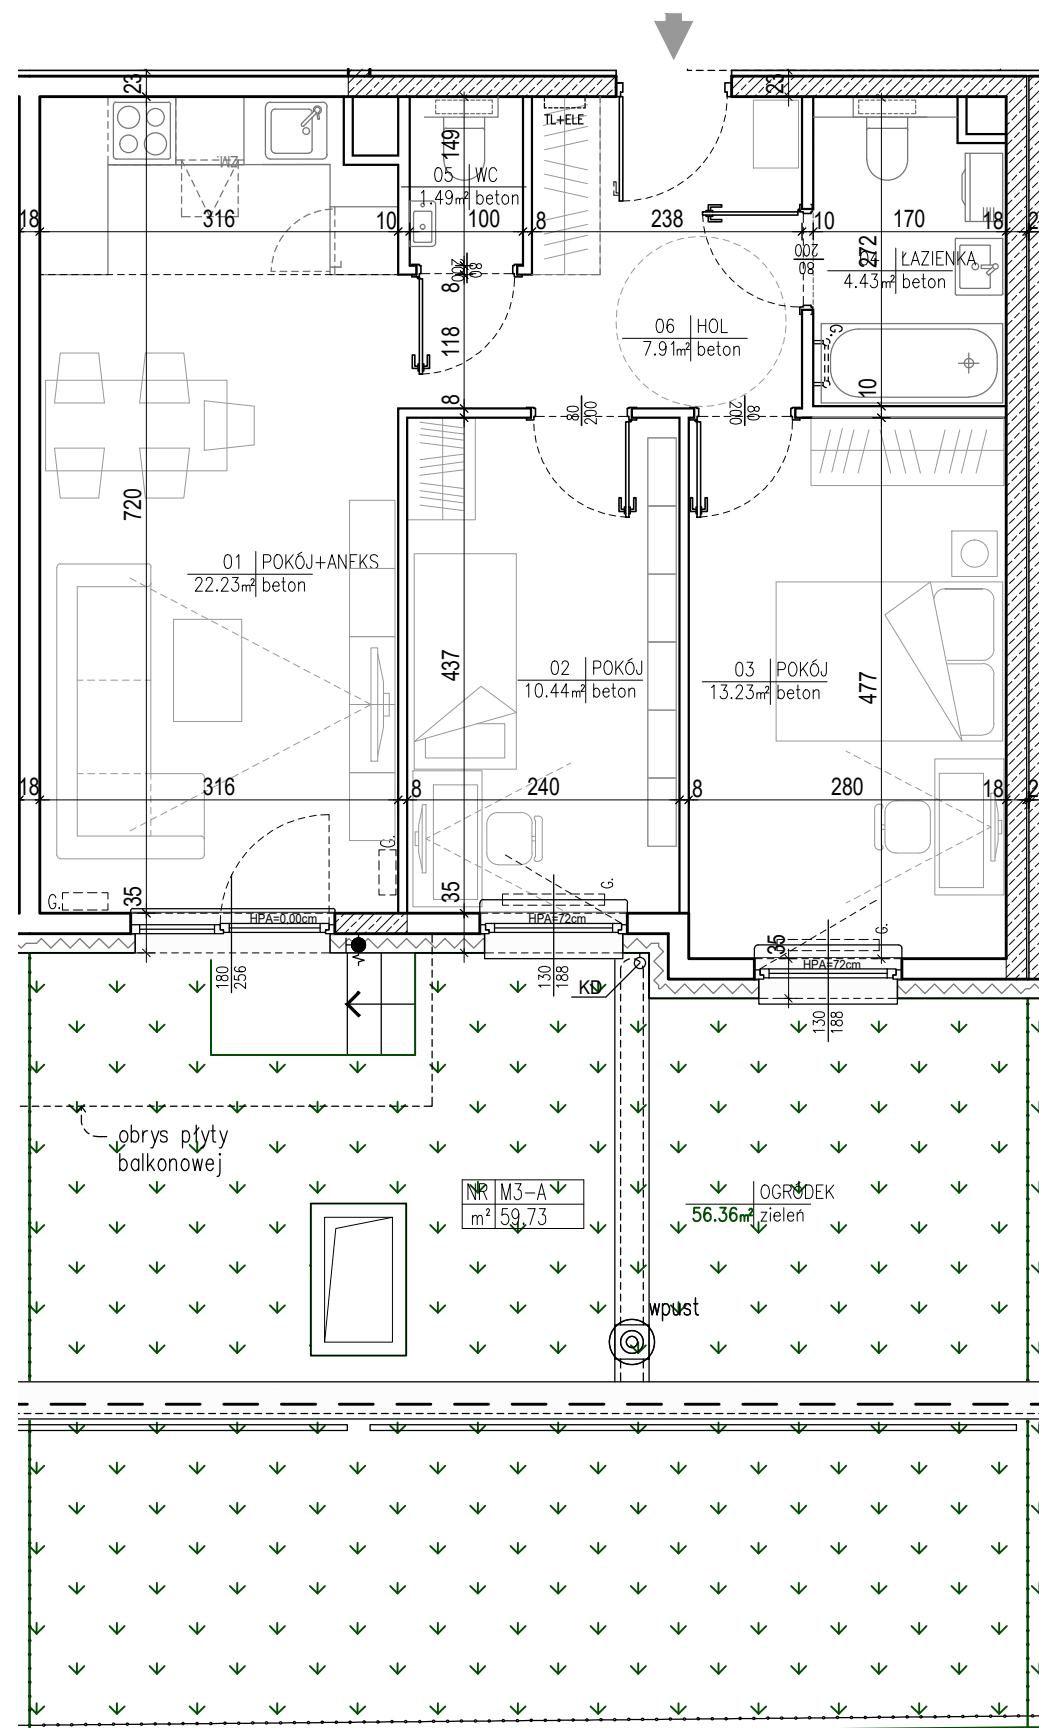 23
23
TL+ELE
149
ZM
05 WC
1.49m² beton
18
316
10
100
8
238
10
170
18
2
80
200
80
200
272
04 ŁAZIENKA
4.43m² beton
8
118
06 HOL
7.91m² beton
G.
10
8
80
200
80
200
720
01 POKÓJ+ANEKS
22.23m² beton
437
02 POKÓJ
10.44m² beton
03 POKÓJ
13.23m² beton
477
18
316
8
240
8
280
18
2
G.
35
G.
35
G.
G.
35
HPA=0.00cm
HPA=72cm
HPA=72cm
180
256
130
188
KD
130
188
obrys płyty
balkonowej
NR M3-A
m² 59.73
OGRÓDEK
56.36m² zieleń
wpust